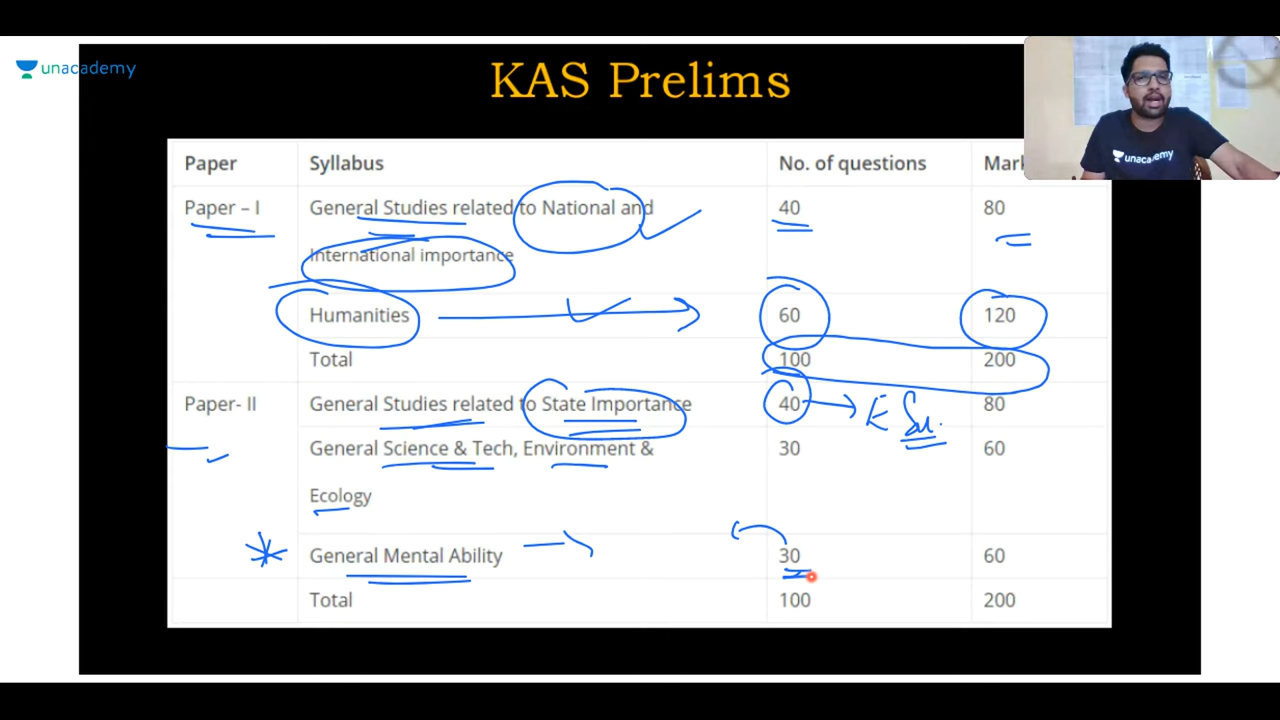 unacademy
KAS Prelims
Paper Syllabus No. of questions Mark
Paper – I General Studies related to National and 40 80
International importance
Humanities 60 120
Total 100 200
Paper- II General Studies related to State Importance 40 80
E
General Science & Tech, Environment & 30 60
Ecology
General Mental Ability 30 60
Total 100 200
unacademy